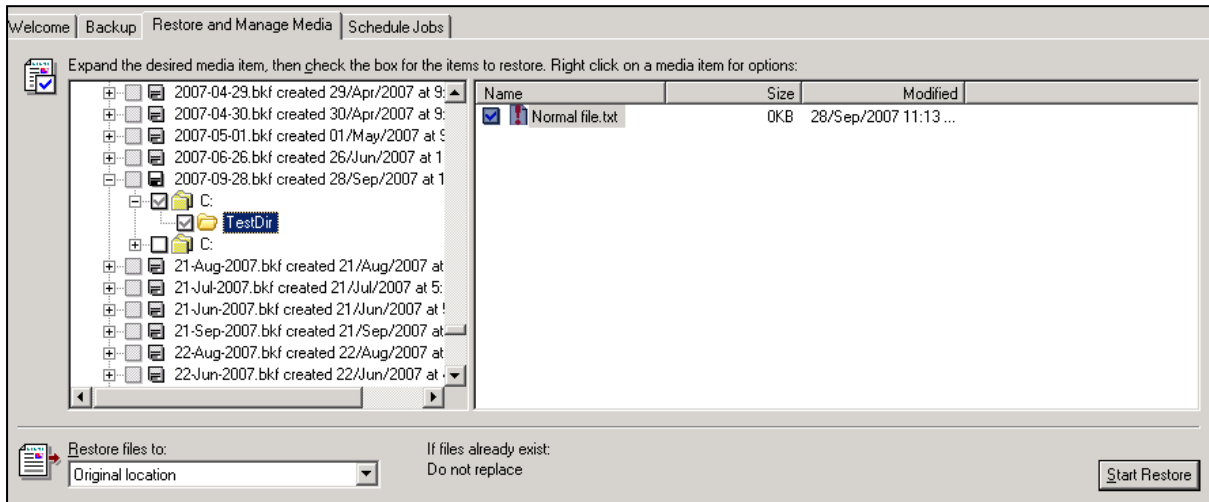 Welcome Backup Restore and Manage Media Schedule Jobs
Expand the desired media item, then check the box for the items to restore. Right click on a media item for options:
2007-04-29.bkf created 29/Apr/2007 at 9:
2007-04-30.bkf created 30/Apr/2007 at 9:
2007-05-01.bkf created 01/May/2007 at 9
2007-06-26.bkf created 26/Jun/2007 at 1
2007-09-28.bkf created 28/Sep/2007 at 1
C:
TestDir
C:
21-Aug-2007.bkf created 21/Aug/2007 at
21-Jul-2007.bkf created 21/Jul/2007 at 5:
21-Jun-2007.bkf created 21/Jun/2007 at
21-Sep-2007.bkf created 21/Sep/2007 at
22-Aug-2007.bkf created 22/Aug/2007 at
22-Jun-2007.bkf created 22/Jun/2007 at
Name Size Modified
Normal file.txt 0KB 28/Sep/2007 11:13 ...
Restore files to:
Original location
If files already exist:
Do not replace
Start Restore